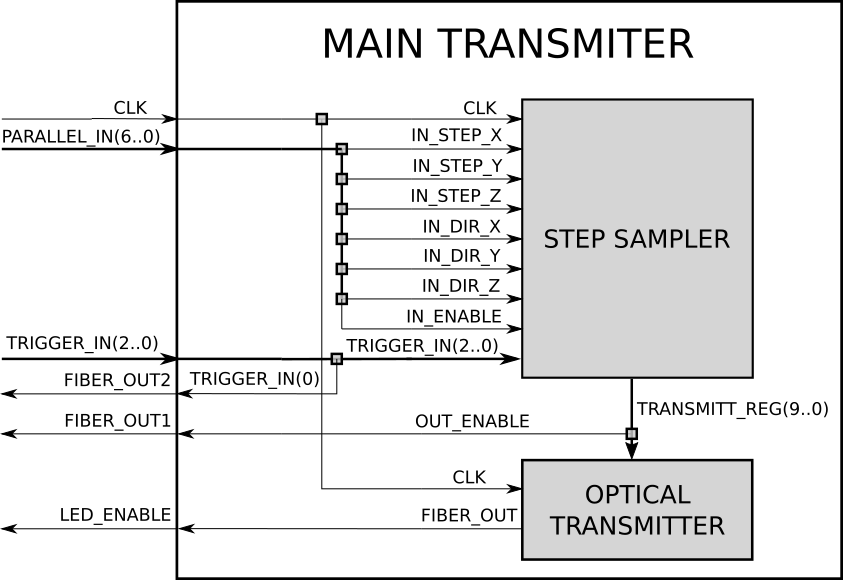 MAIN TRANSMITER
CLK
CLK
PARALLEL_IN(6..0)
IN_STEP_X
IN_STEP_Y
IN_STEP_Z
IN_DIR_X
STEP SAMPLER
IN_DIR_Y
IN_DIR_Z
IN_ENABLE
TRIGGER_IN(2..0)
TRIGGER_IN(2..0)
FIBER_OUT2
TRIGGER_IN(0)
TRANSMITT_REG(9..0)
FIBER_OUT1
OUT_ENABLE
CLK
OPTICAL
TRANSMITTER
LED_ENABLE
FIBER_OUT